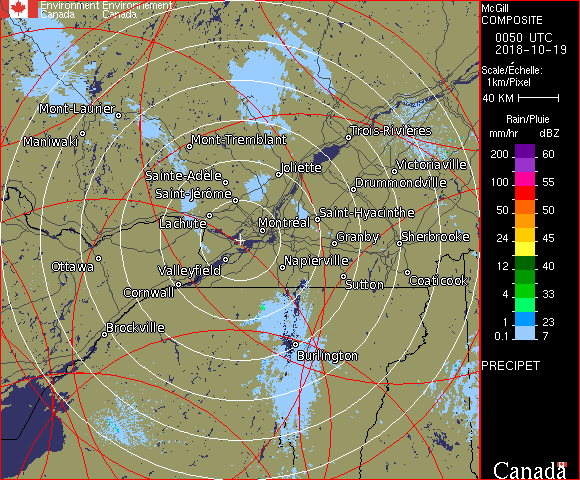 Environment Environnement
Canada Canada
McGill
COMPOSITE
0050 UTC
2018-10-19
Scale/Échelle:
1km/Pixel
40 KM
Rain/Pluie
mm/hr dBZ
200 60
150 57
100 55
50 50
24 45
12 40
4 33
1 23
0.1 7
PRECIPET
Canada
Mont-Laurier
Maniwaki
Mont-Tremblant
Trois-Rivières
Sainte-Adèle
Joliette
Victoriaville
Saint-Jérôme
Drummondville
Lachute
Montréal
Saint-Hyacinthe
Ottawa
Granby
Sherbrooke
Valleyfield
Napierville
Cornwall
Sutton
Coaticook
Brockville
Burlington